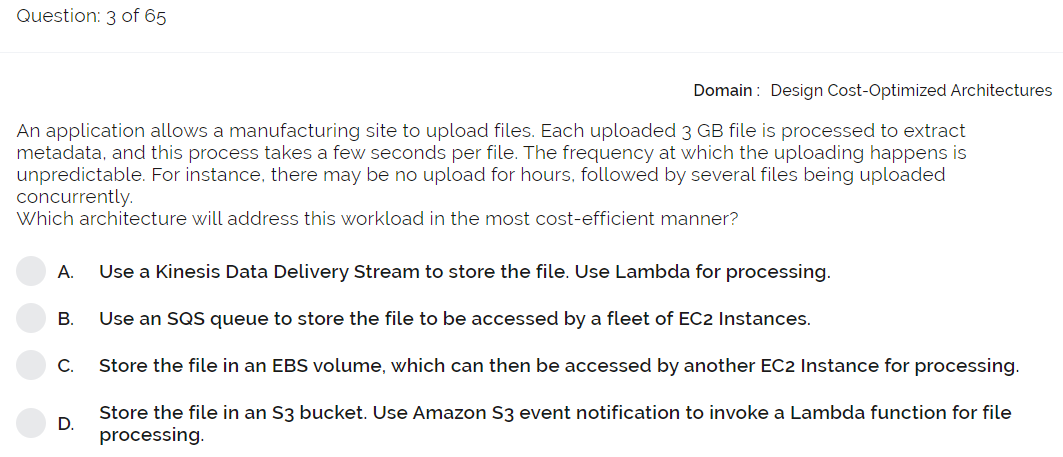 Question: 3 of 65
Domain : Design Cost-Optimized Architectures
An application allows a manufacturing site to upload files. Each uploaded 3 GB file is processed to extract
metadata, and this process takes a few seconds per file. The frequency at which the uploading happens is
unpredictable. For instance, there may be no upload for hours, followed by several files being uploaded
concurrently.
Which architecture will address this workload in the most cost-efficient manner?
A. Use a Kinesis Data Delivery Stream to store the file. Use Lambda for processing.
B. Use an SQS queue to store the file to be accessed by a fleet of EC2 Instances.
C. Store the file in an EBS volume, which can then be accessed by another EC2 Instance for processing.
D. Store the file in an S3 bucket. Use Amazon S3 event notification to invoke a Lambda function for file
processing.